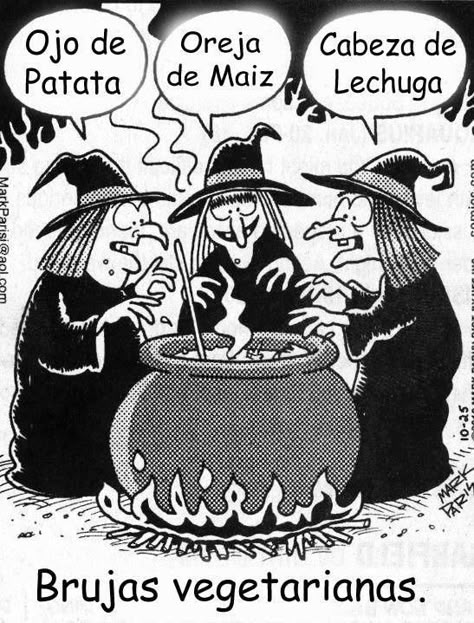 Ojo de
Patata
Oreja
de Maiz
Cabeza de
Lechuga
MarkParisi@aol.com
10-25
MARK
PARISI
Brujas vegetarianas.